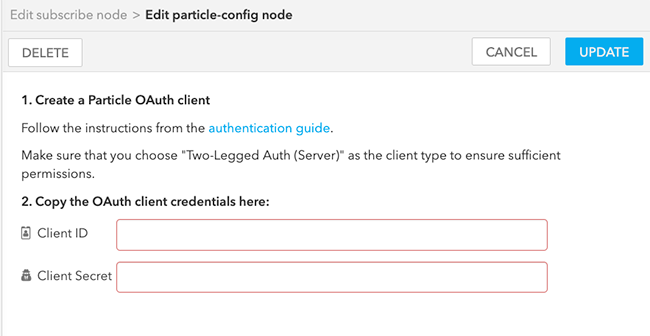 Edit subscribe node > Edit particle-config node
DELETE
CANCEL
UPDATE
1. Create a Particle OAuth client
Follow the instructions from the authentication guide.
Make sure that you choose "Two-Legged Auth (Server)" as the client type to ensure sufficient
permissions.
2. Copy the OAuth client credentials here:
Client ID
Client Secret